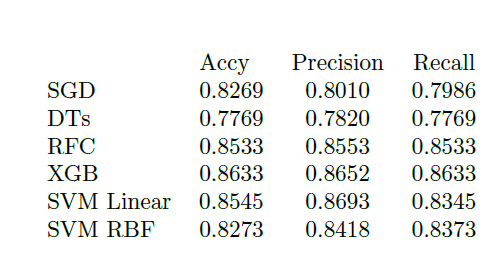 Accy Precision Recall
SGD 0.8269 0.8010 0.7986
DTs 0.7769 0.7820 0.7769
RFC 0.8533 0.8553 0.8533
XGB 0.8633 0.8652 0.8633
SVM Linear 0.8545 0.8693 0.8345
SVM RBF 0.8273 0.8418 0.8373